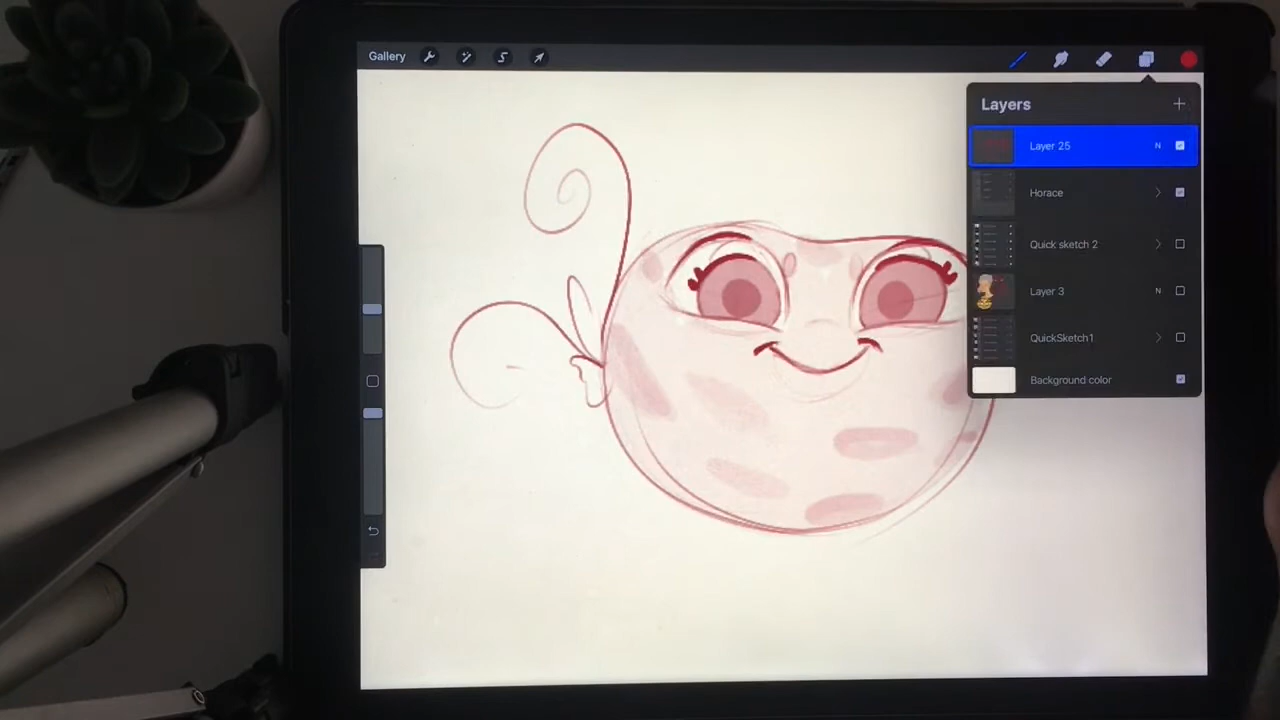 Gallery
Layers
Layer 25 N
Horace
Quick sketch 2
Layer 3 N
QuickSketch1
Background color